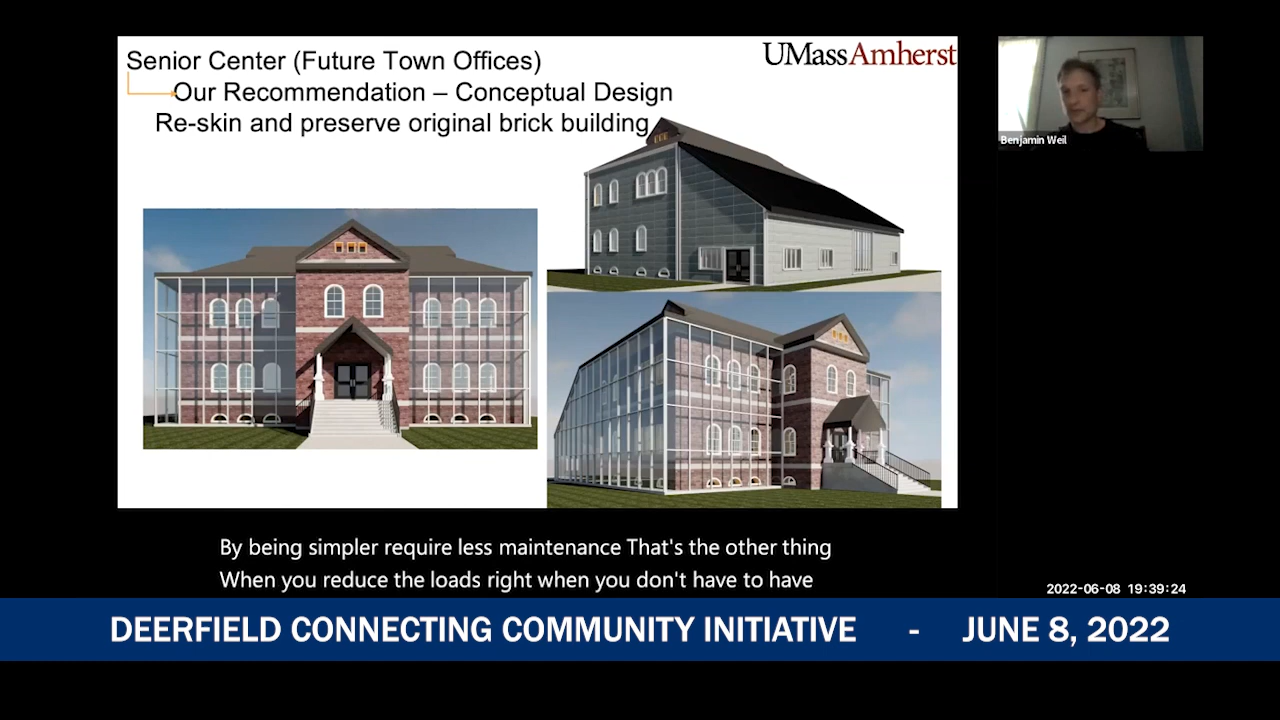 Senior Center (Future Town Offices)
UMassAmherst
Our Recommendation – Conceptual Design
Re-skin and preserve original brick building
Benjamin Weil
By being simpler require less maintenance That's the other thing
When you reduce the loads right when you don't have to have
2022-06-08 19:39:24
DEERFIELD CONNECTING COMMUNITY INITIATIVE - JUNE 8, 2022